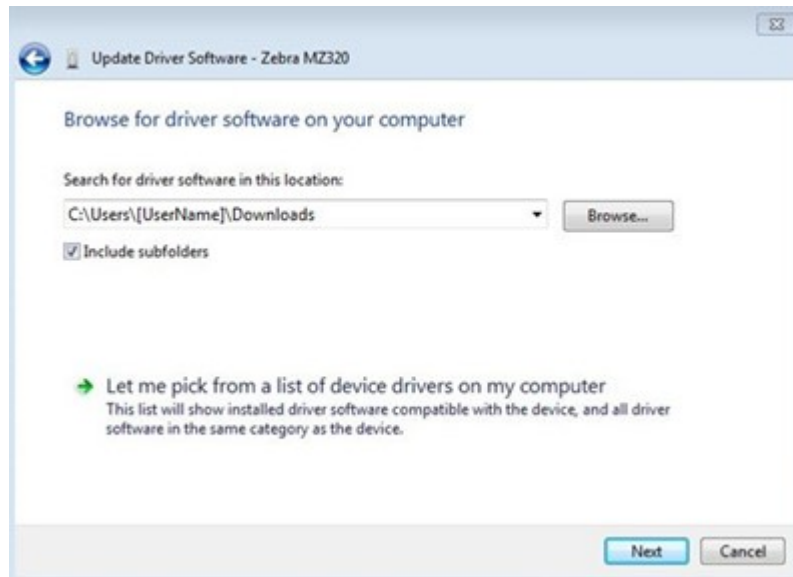 Update Driver Software - Zebra MZ320
Browse for driver software on your computer
Search for driver software in this location:
C:\Users\[UserName]\Downloads
Browse...
Include subfolders
Let me pick from a list of device drivers on my computer
This list will show installed driver software compatible with the device, and all driver
software in the same category as the device.
Next
Cancel